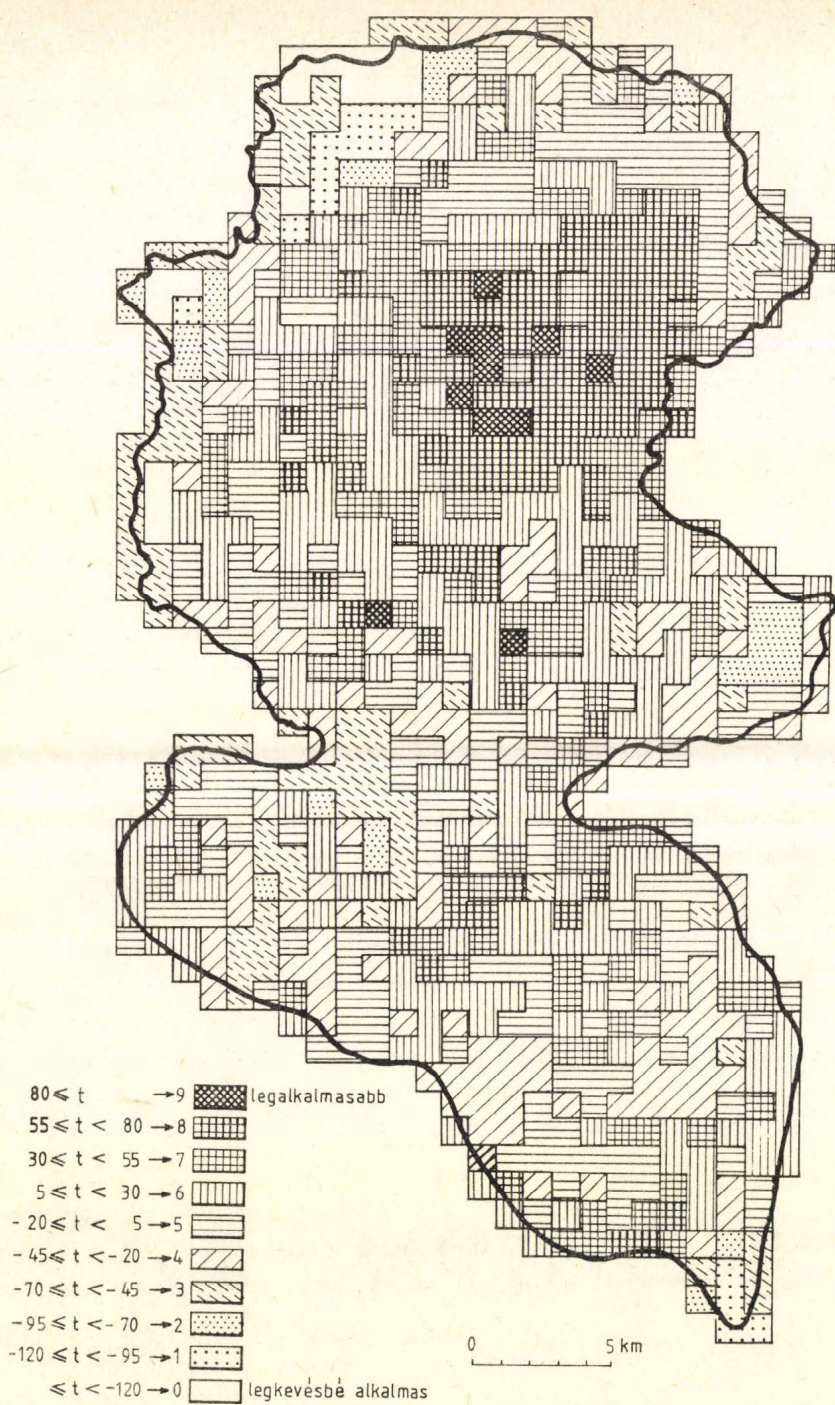 80 ≤ t → 9 legalkalmasabb
55 ≤ t < 80 → 8
30 ≤ t < 55 → 7
5 ≤ t < 30 → 6
-20 ≤ t < 5 → 5
-45 ≤ t < -20 → 4
-70 ≤ t < -45 → 3
-95 ≤ t < -70 → 2
-120 ≤ t < -95 → 1
≤ t < -120 → 0 legkevésbé alkalmas
0 5 km